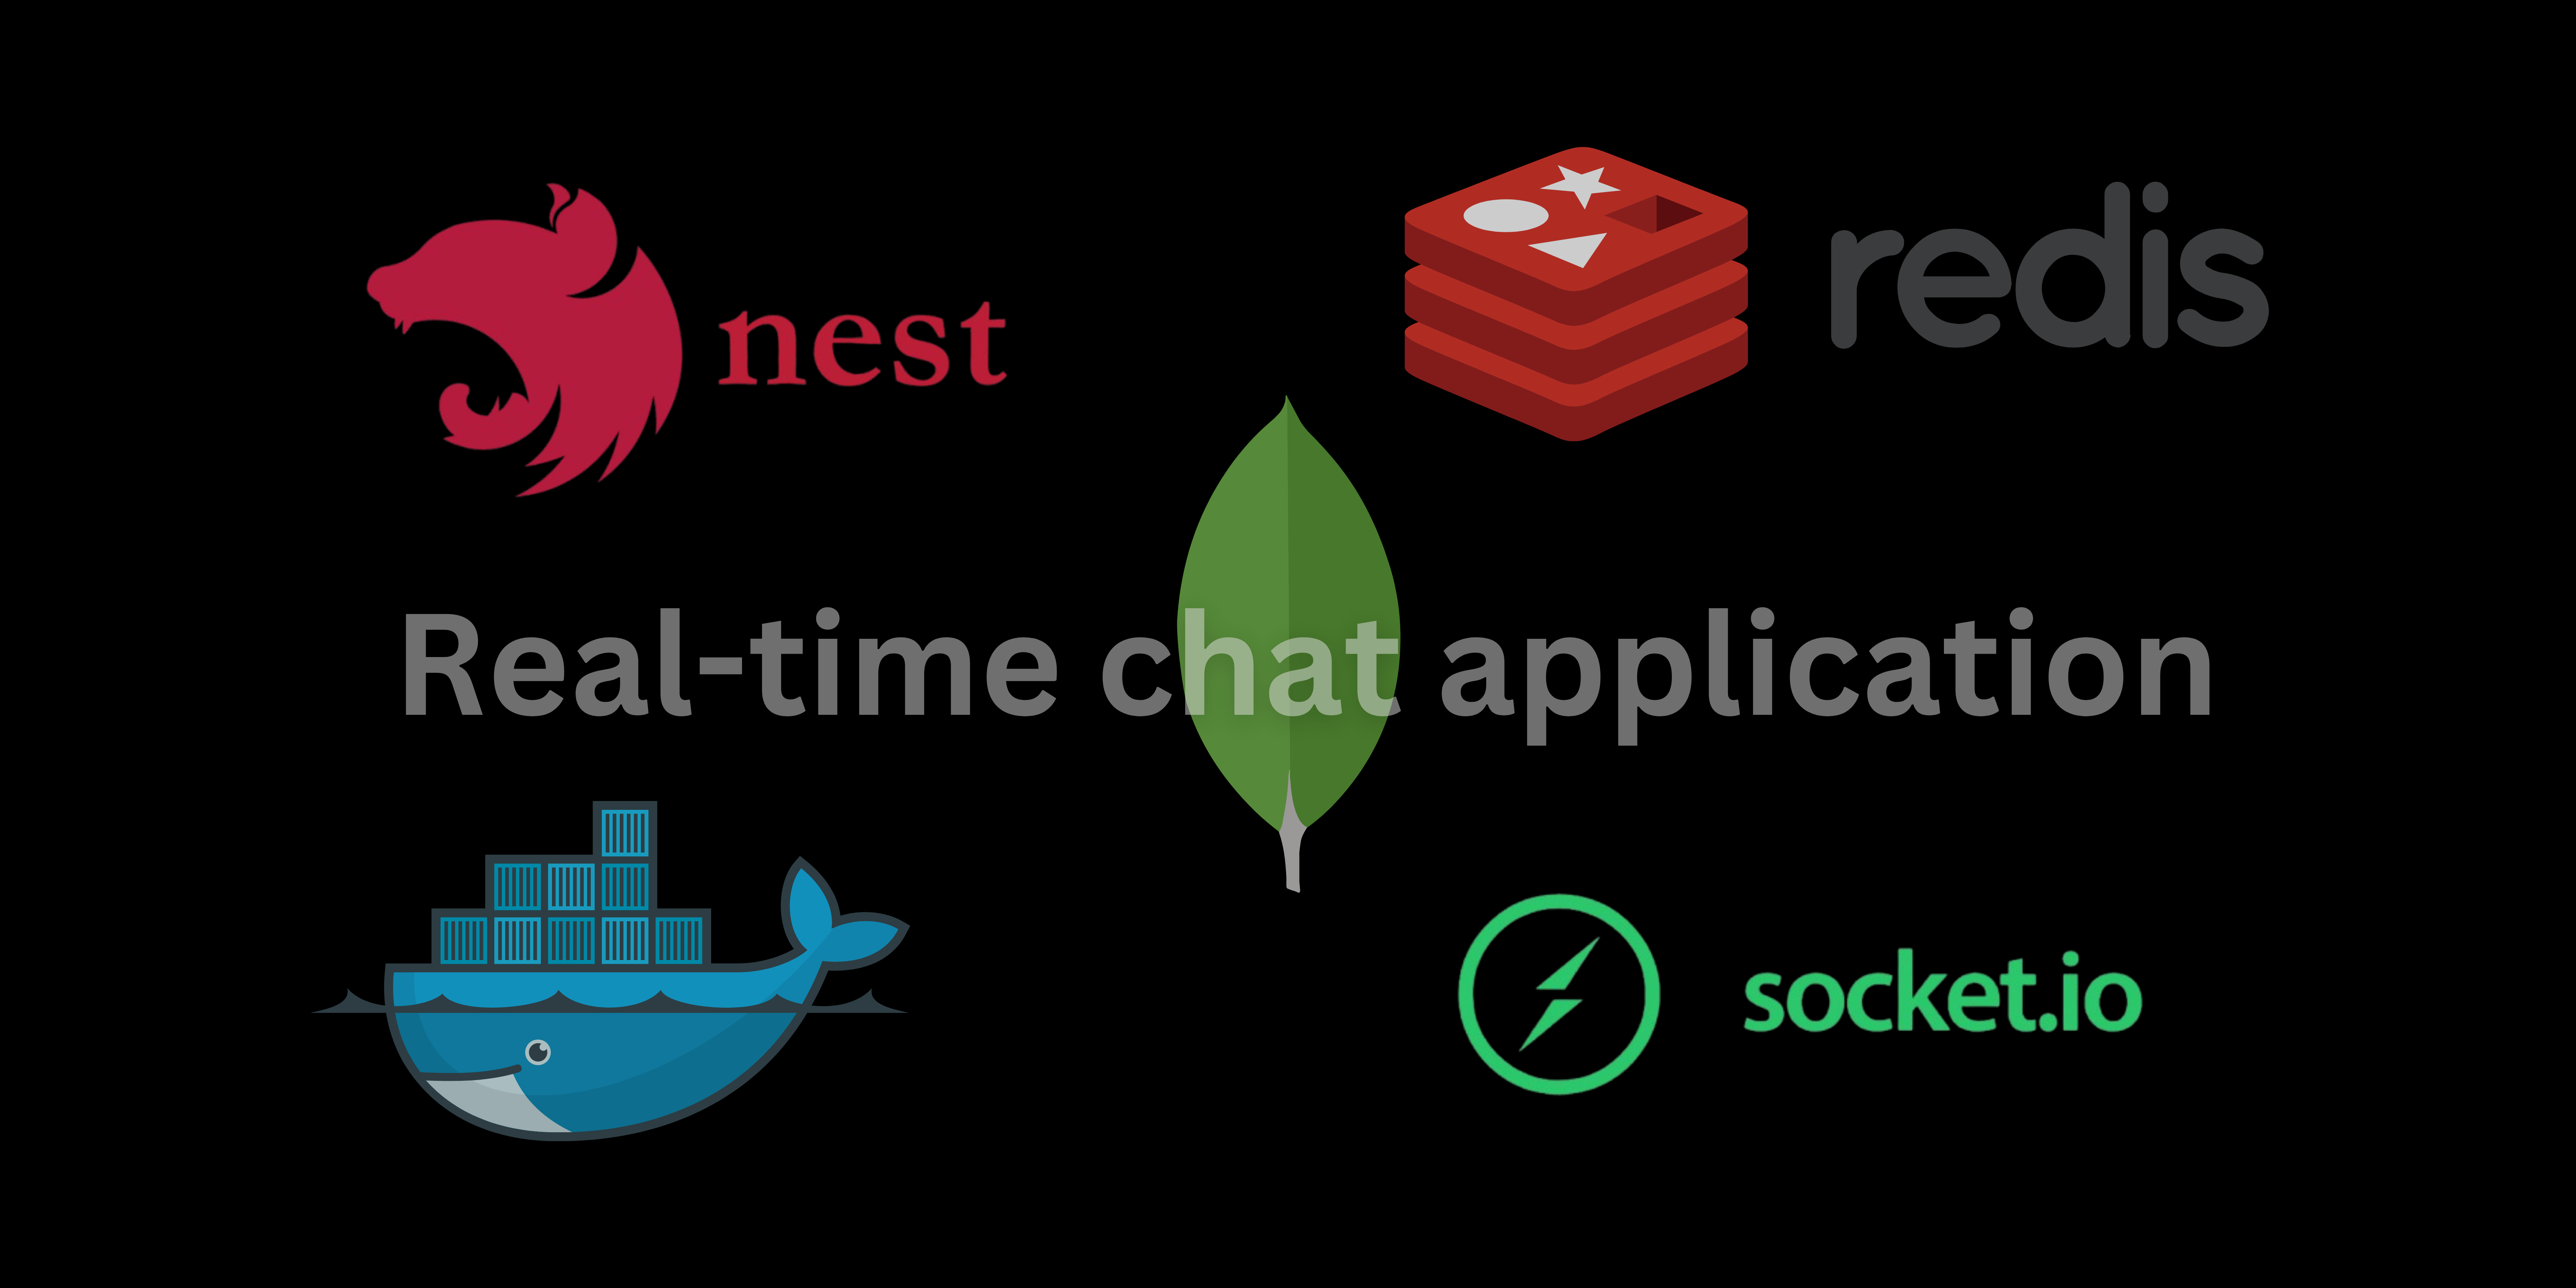 nest
redis
Real-time chat application
socket.io